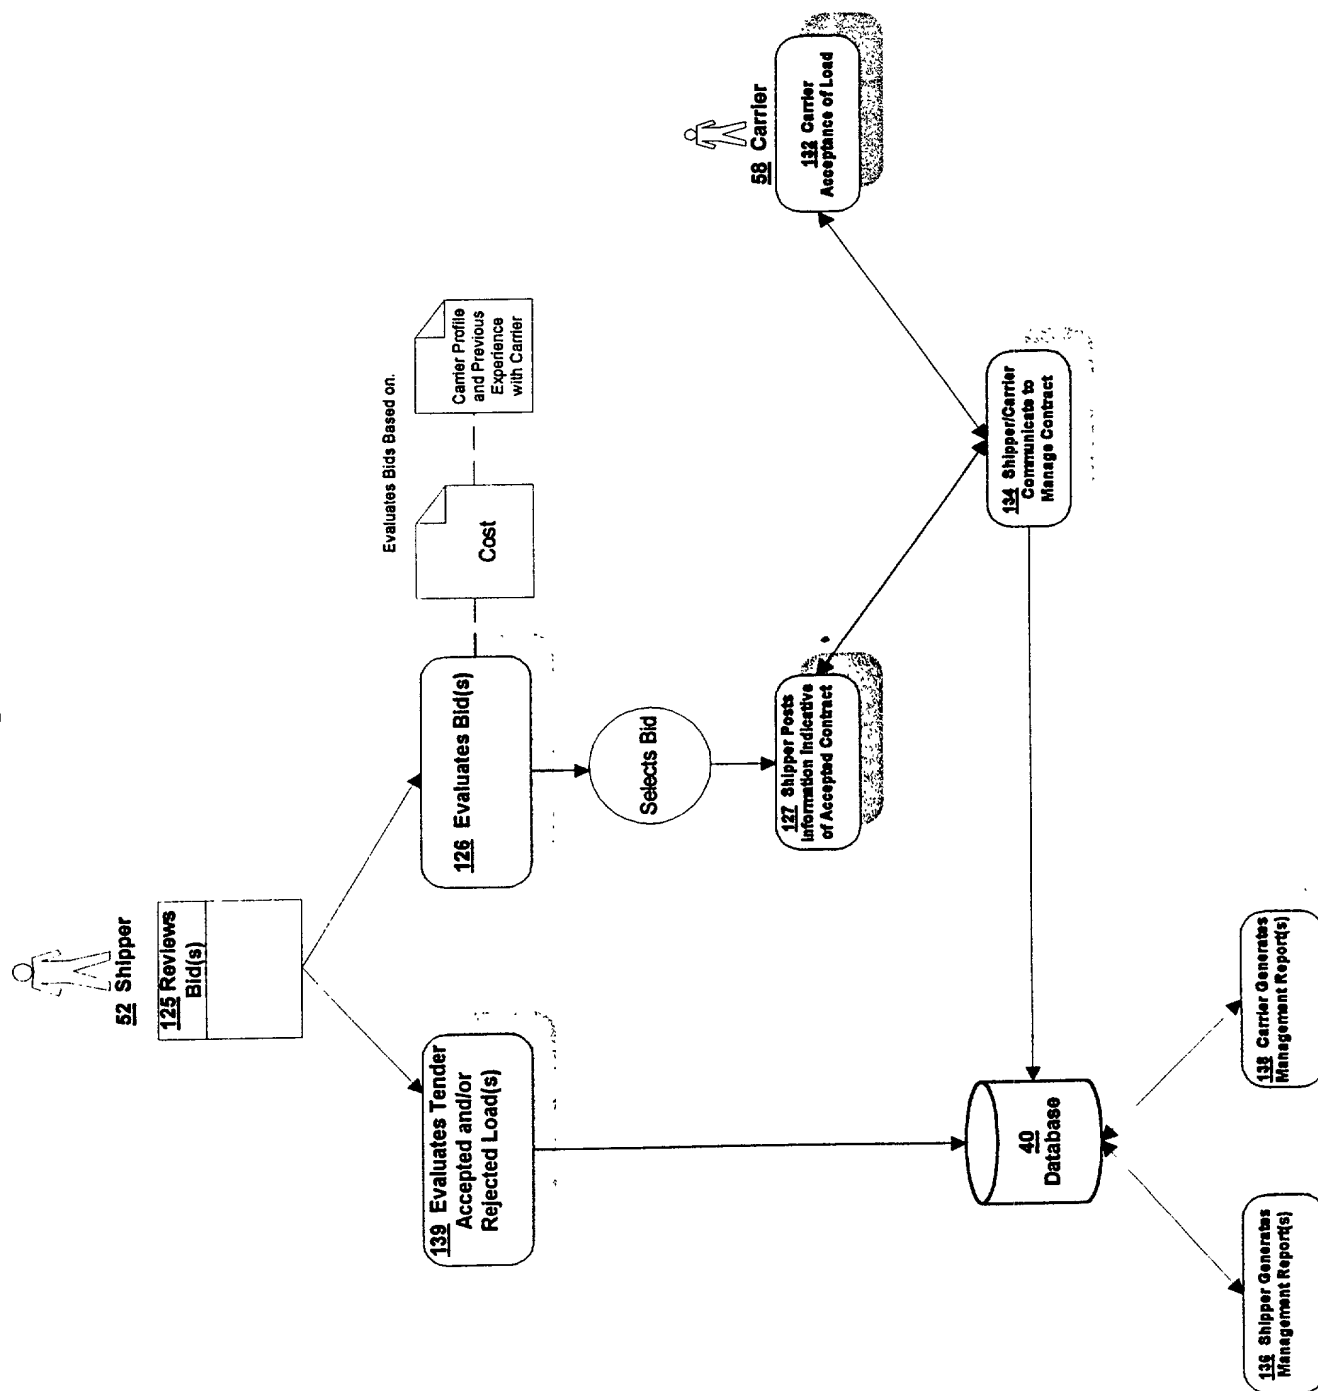 52 Shipper
125 Reviews
Bid(s)
139 Evaluates Tender
Accepted and/or
Rejected Load(s)
126 Evaluates Bid(s)
Evaluates Bids Based on.
Cost
Carrier Profile
and Previous
Experience
with Carrier
Selects Bid
58 Carrier
127 Shipper Posts
Information Indicative
of Accepted Contract
132 Carrier
Acceptance of Load
134 Shipper/Carrier
Communicate to
Manage Contract
40
Database
136 Shipper Generates
Management Report(s)
138 Carrier Generates
Management Report(s)